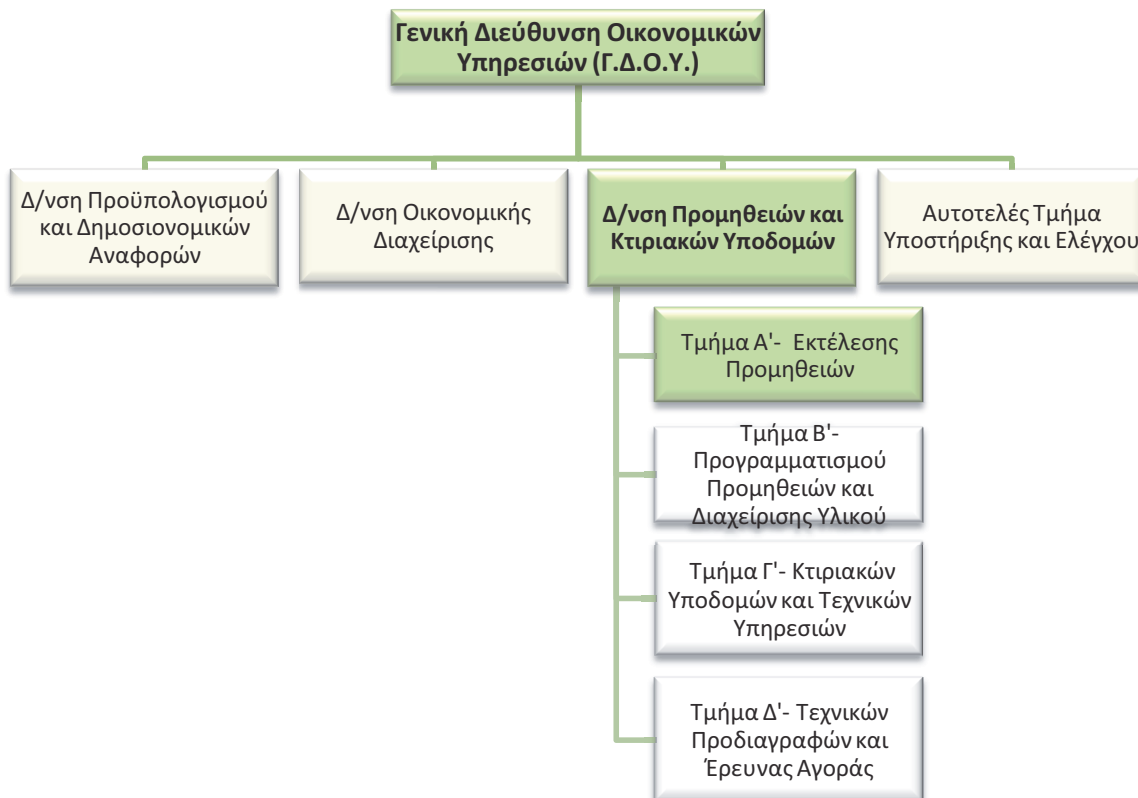 Γενική Διεύθυνση Οικονομικών
Υπηρεσιών (Γ.Δ.Ο.Υ.)
Δ/νση Προϋπολογισμού
και Δημοσιονομικών
Αναφορών
Δ/νση Οικονομικής
Διαχείρισης
Δ/νση Προμηθειών και
Κτιριακών Υποδομών
Αυτοτελές Τμήμα
Υποστήριξης και Ελέγχου
Τμήμα Α'- Εκτέλεσης
Προμηθειών
Τμήμα Β'-
Προγραμματισμού
Προμηθειών και
Διαχείρισης Υλικού
Τμήμα Γ'- Κτιριακών
Υποδομών και Τεχνικών
Υπηρεσιών
Τμήμα Δ'- Τεχνικών
Προδιαγραφών και
Έρευνας Αγοράς